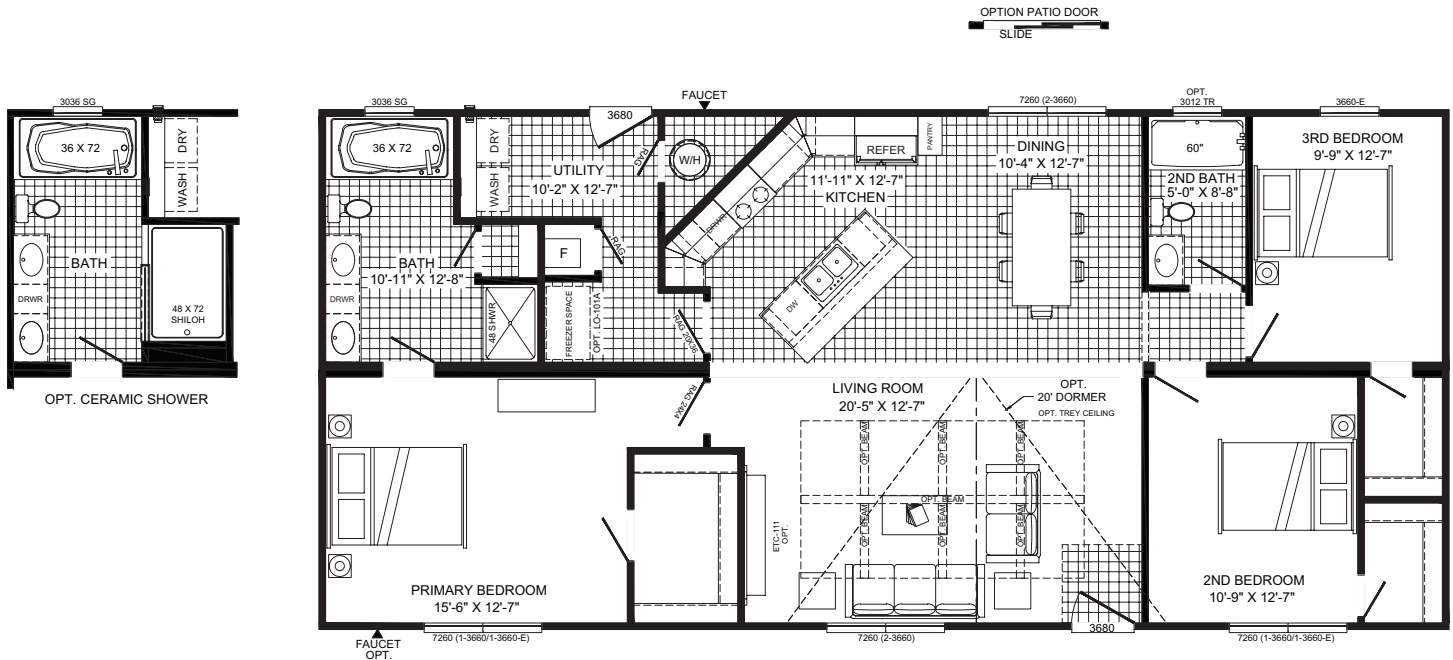 OPTION PATIO DOOR
SLIDE
3036 SG
36 X 72
DRY
WASH
BATH
DRWR
48 X 72
SHILOH
OPT. CERAMIC SHOWER
3036 SG
36 X 72
DRY
WASH
3680
UTILITY
10'-2" X 12'-7"
RAG
FAUCET
W/H
BATH
10'-11" X 12'-8"
DRWR
48 SHWR
F
RAG
FREEZER SPACE
OPT. LO-101A
RAG 20X36
RAG 24X4
DRWR
REFER
PANTRY
11'-11" X 12'-7"
KITCHEN
DW
7260 (2-3660)
DINING
10'-4" X 12'-7"
OPT.
3012 TR
60"
2ND BATH
5'-0" X 8'-8"
3660-E
3RD BEDROOM
9'-9" X 12'-7"
LIVING ROOM
20'-5" X 12'-7"
OPT.
20' DORMER
OPT. TREY CEILING
OPT. BEAM
OPT. BEAM
OPT. BEAM
OPT. BEAM
OPT. BEAM
OPT. BEAM
OPT. BEAM
ETC-111
OPT.
PRIMARY BEDROOM
15'-6" X 12'-7"
2ND BEDROOM
10'-9" X 12'-7"
FAUCET
OPT.
7260 (1-3660/1-3660-E)
7260 (2-3660)
3680
7260 (1-3660/1-3660-E)